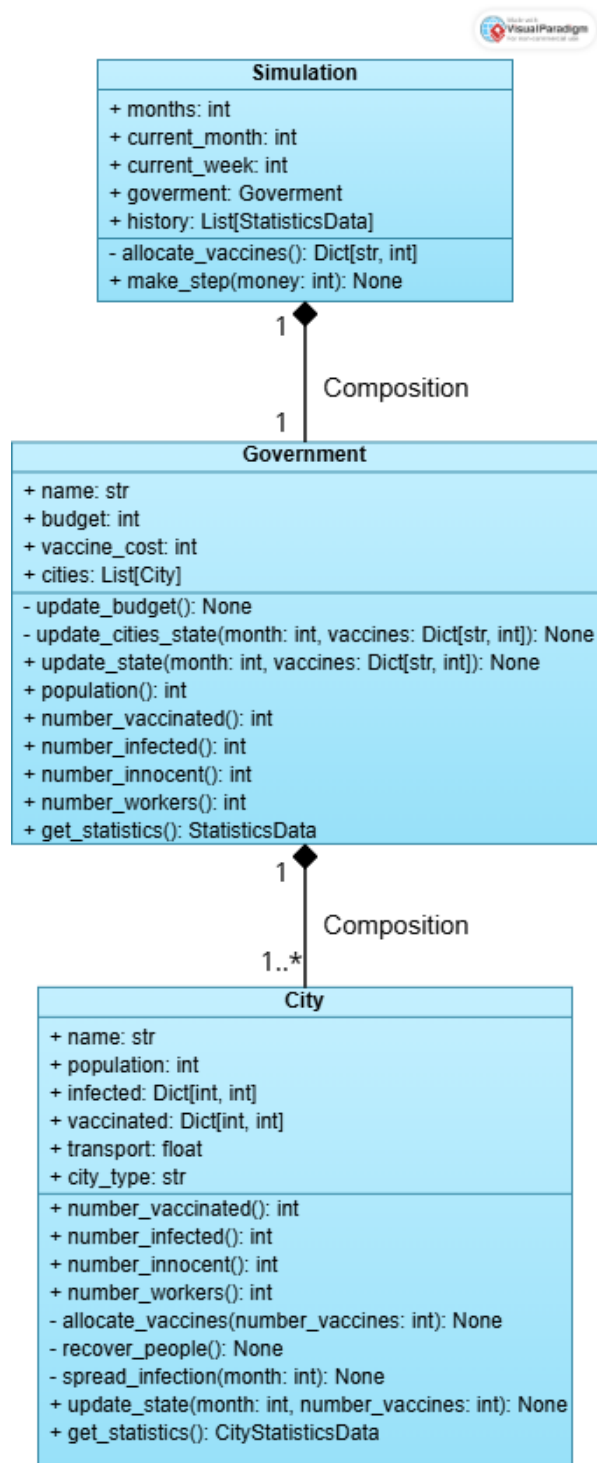 Made with
VisualParadigm
For non-commercial use
Simulation
+ months: int
+ current_month: int
+ current_week: int
+ goverment: Goverment
+ history: List[StatisticsData]
- allocate_vaccines(): Dict[str, int]
+ make_step(money: int): None
1
Composition
1
Government
+ name: str
+ budget: int
+ vaccine_cost: int
+ cities: List[City]
- update_budget(): None
- update_cities_state(month: int, vaccines: Dict[str, int]): None
+ update_state(month: int, vaccines: Dict[str, int]): None
+ population(): int
+ number_vaccinated(): int
+ number_infected(): int
+ number_innocent(): int
+ number_workers(): int
+ get_statistics(): StatisticsData
1
Composition
1..*
City
+ name: str
+ population: int
+ infected: Dict[int, int]
+ vaccinated: Dict[int, int]
+ transport: float
+ city_type: str
+ number_vaccinated(): int
+ number_infected(): int
+ number_innocent(): int
+ number_workers(): int
- allocate_vaccines(number_vaccines: int): None
- recover_people(): None
- spread_infection(month: int): None
+ update_state(month: int, number_vaccines: int): None
+ get_statistics(): CityStatisticsData